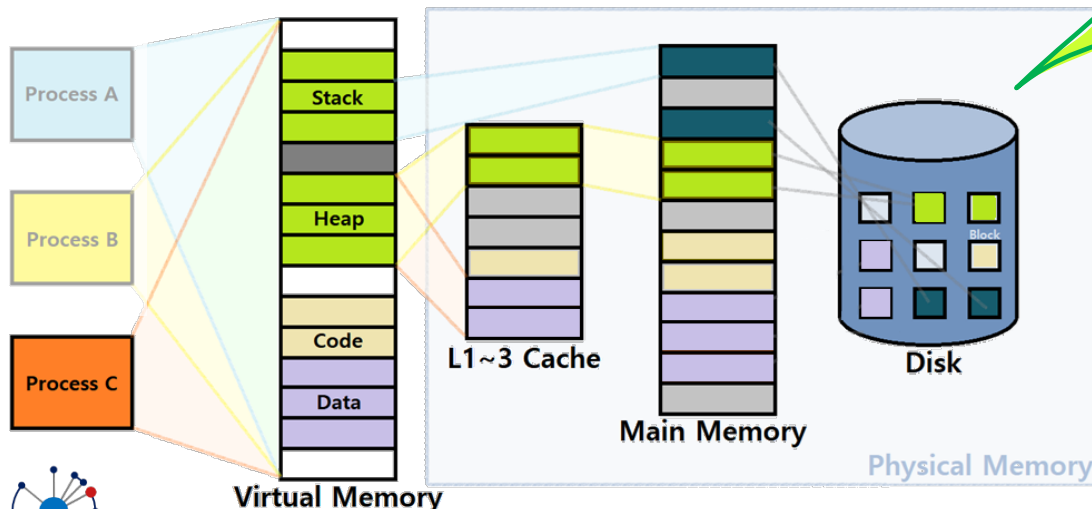 Process A
Process B
Process C
Stack
Heap
Code
Data
Virtual Memory
L1~3 Cache
Main Memory
Block
Disk
Physical Memory